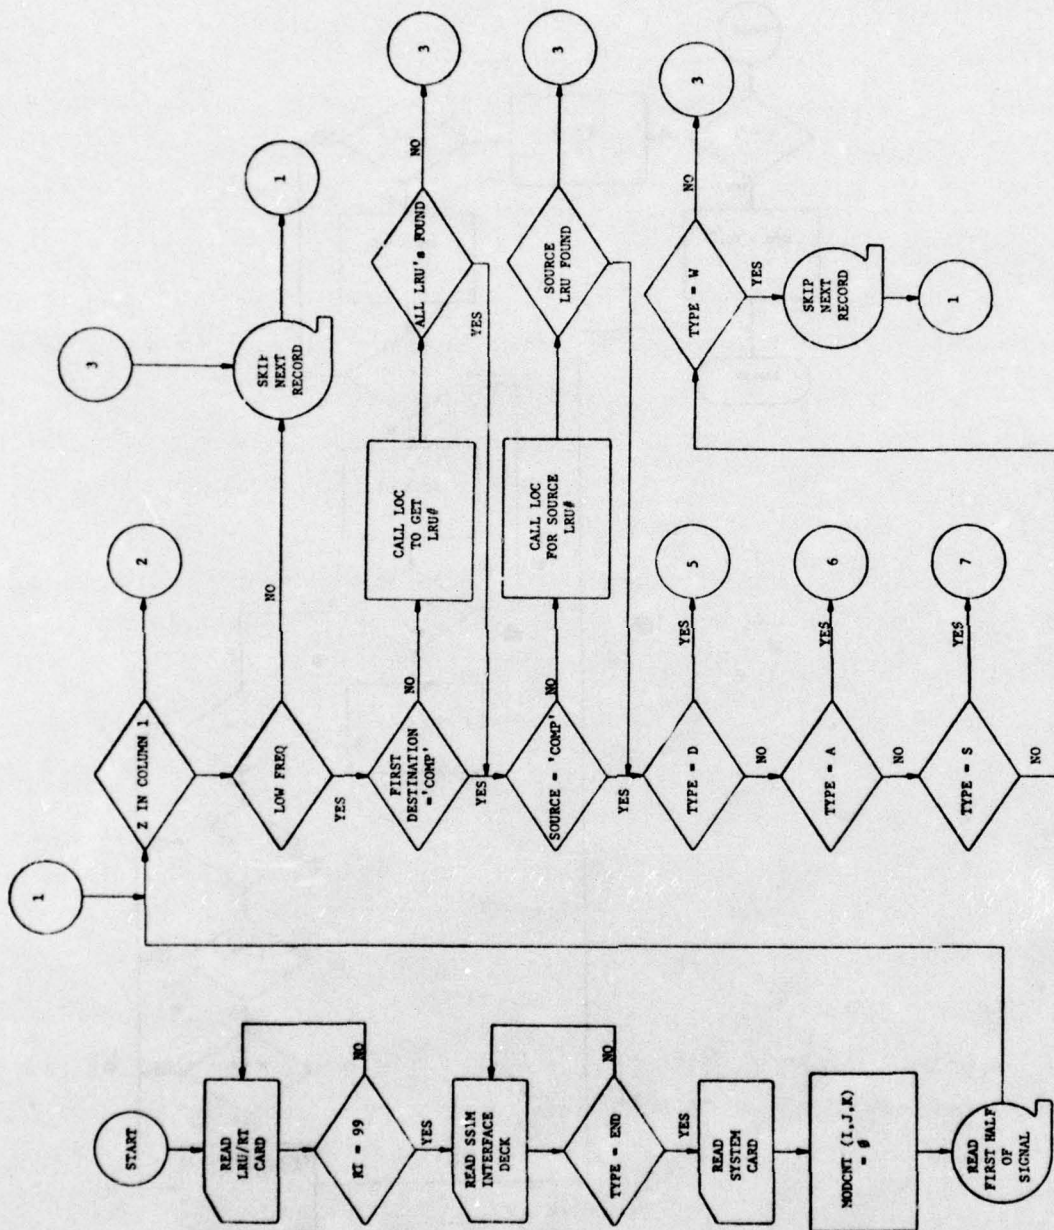 START
READ
LRU/RT
CARD
RT = 99
NO
YES
READ SS1M
INTERFACE
DECK
TYPE = END
NO
YES
READ
SYSTEM
CARD
MODCNT (I,J,K)
= Ø
READ
FIRST HALF
OF
SIGNAL
1
Z IN COLUMN 1
2
LOW FREQ
NO
YES
3
SKIP
NEXT
RECORD
1
FIRST
DESTINATION
='COMP'
NO
YES
CALL LOC
TO GET
LRU#
ALL LRU's FOUND
NO
3
YES
SOURCE = 'COMP'
NO
YES
CALL LOC
FOR SOURCE
LRU#
SOURCE
LRU FOUND
3
TYPE = D
YES
5
NO
TYPE = A
YES
6
NO
TYPE = S
YES
7
NO
TYPE = W
NO
3
YES
SKIP
NEXT
RECORD
1